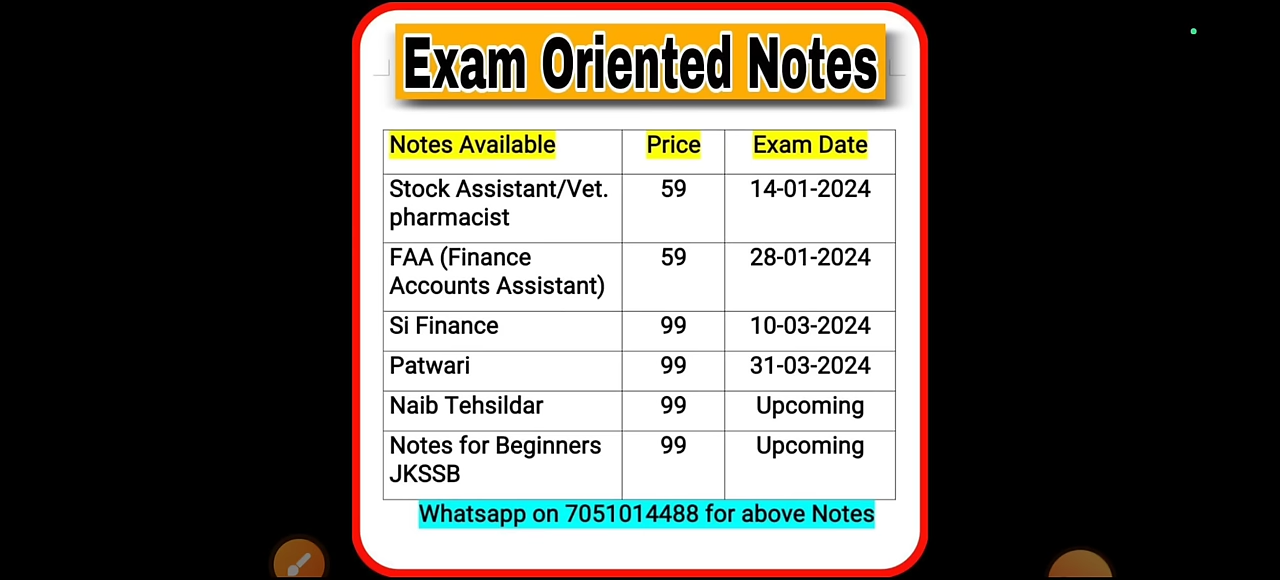 Exam Oriented Notes
Notes Available Price Exam Date
Stock Assistant/Vet. 59 14-01-2024
pharmacist
FAA (Finance 59 28-01-2024
Accounts Assistant)
Si Finance 99 10-03-2024
Patwari 99 31-03-2024
Naib Tehsildar 99 Upcoming
Notes for Beginners 99 Upcoming
JKSSB
Whatsapp on 7051014488 for above Notes